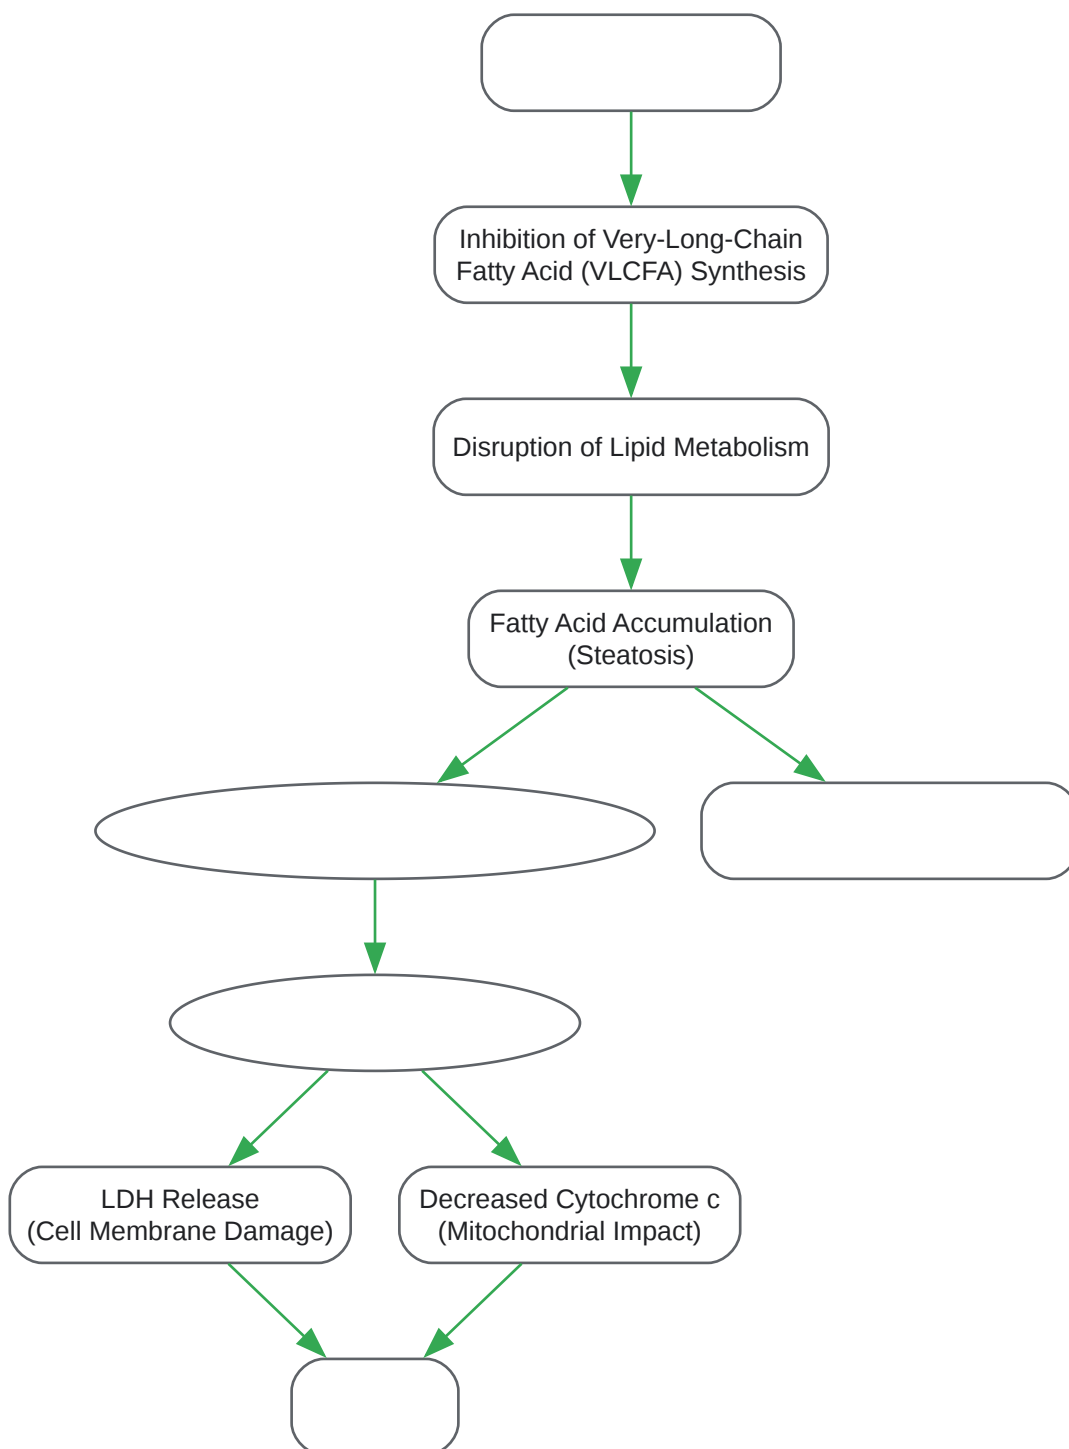 Inhibition of Very-Long-Chain
Fatty Acid (VLCFA) Synthesis
Disruption of Lipid Metabolism
Fatty Acid Accumulation
(Steatosis)
LDH Release
(Cell Membrane Damage)
Decreased Cytochrome c
(Mitochondrial Impact)